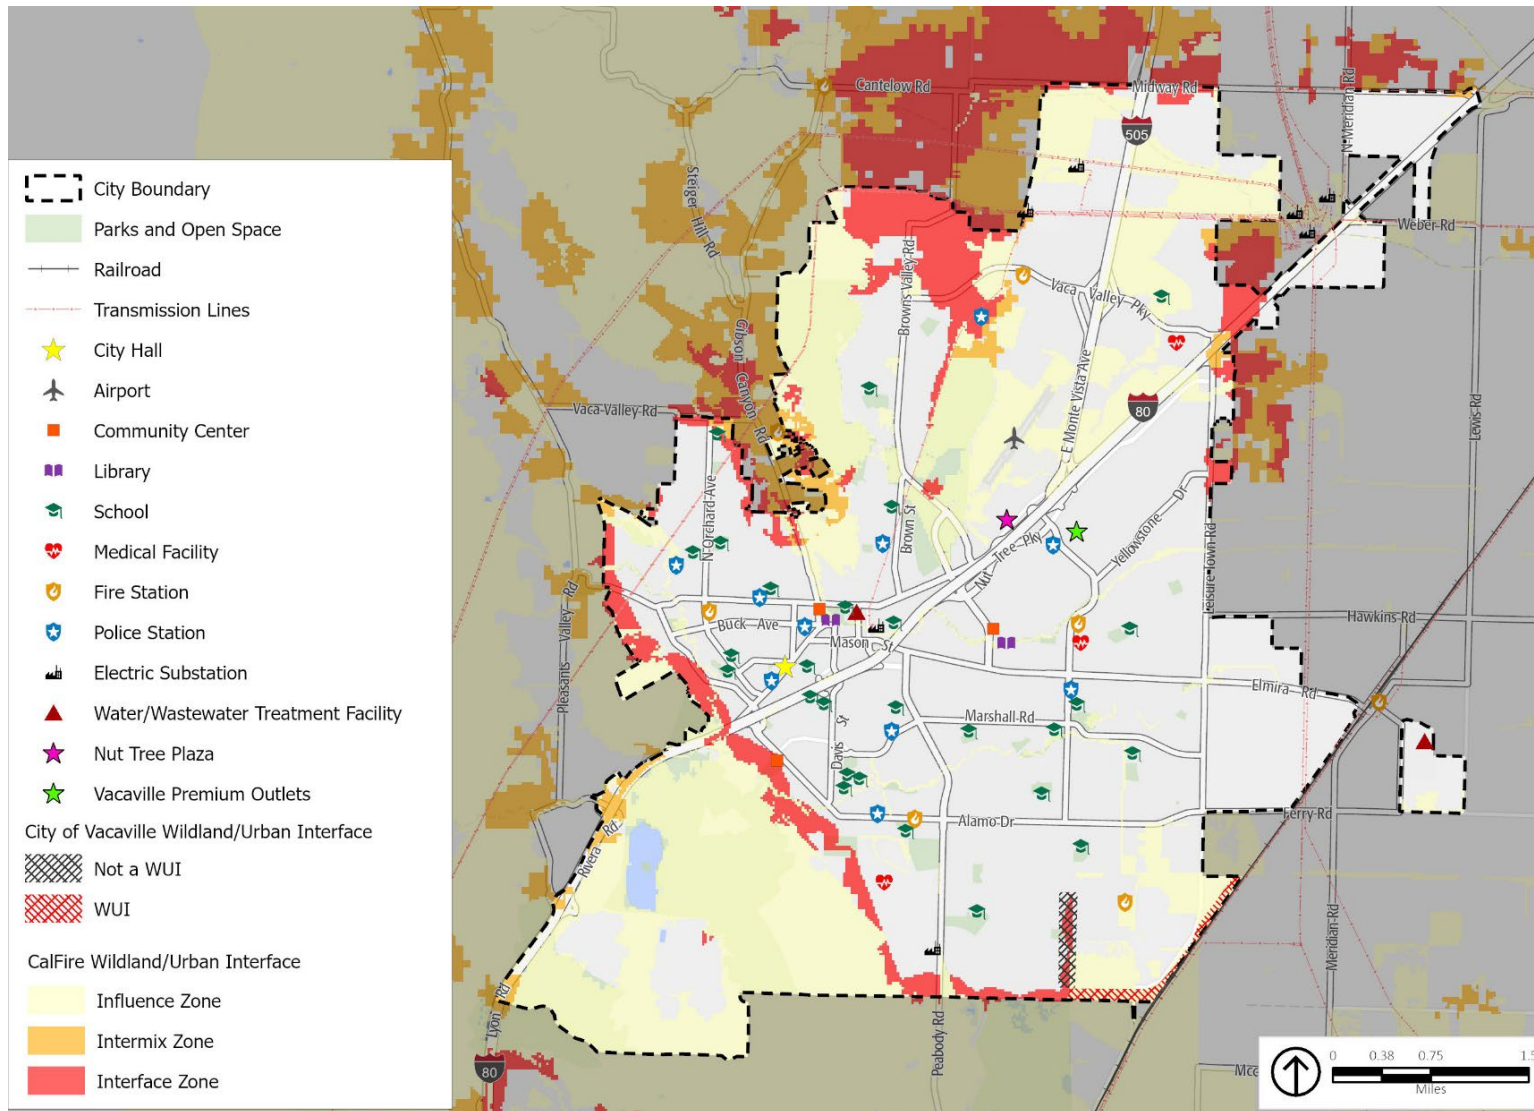 City Boundary
Parks and Open Space
Railroad
Transmission Lines
City Hall
Airport
Community Center
Library
School
Medical Facility
Fire Station
Police Station
Electric Substation
Water/Wastewater Treatment Facility
Nut Tree Plaza
Vacaville Premium Outlets
City of Vacaville Wildland/Urban Interface
Not a WUI
WUI
CalFire Wildland/Urban Interface
Influence Zone
Intermix Zone
Interface Zone
Cantelow Rd
Midway Rd
N-Meridian-Rd
505
Steiger Hill Rd
Weber-Rd
Browns Valley-Rd
Vaca Valley Pky
Gibson Canyon Rd
E Monte Vista Ave
80
Lewis-Rd
Vaca-Valley-Rd
N-Orchard-Ave
Brown St
Nut Tree-Pky
Yellowstone Dr
Leisure-Town-Rd
Pleasants Valley Rd
Buck Ave
Mason St
Hawkins Rd
Elmira Rd
Davis St
Marshall-Rd
Alamo-Dr
Ferry-Rd
Rivera Rd
Meridian-Rd
Lyon Rd
Peabody Rd
80
0 0.38 0.75 1.5
Miles